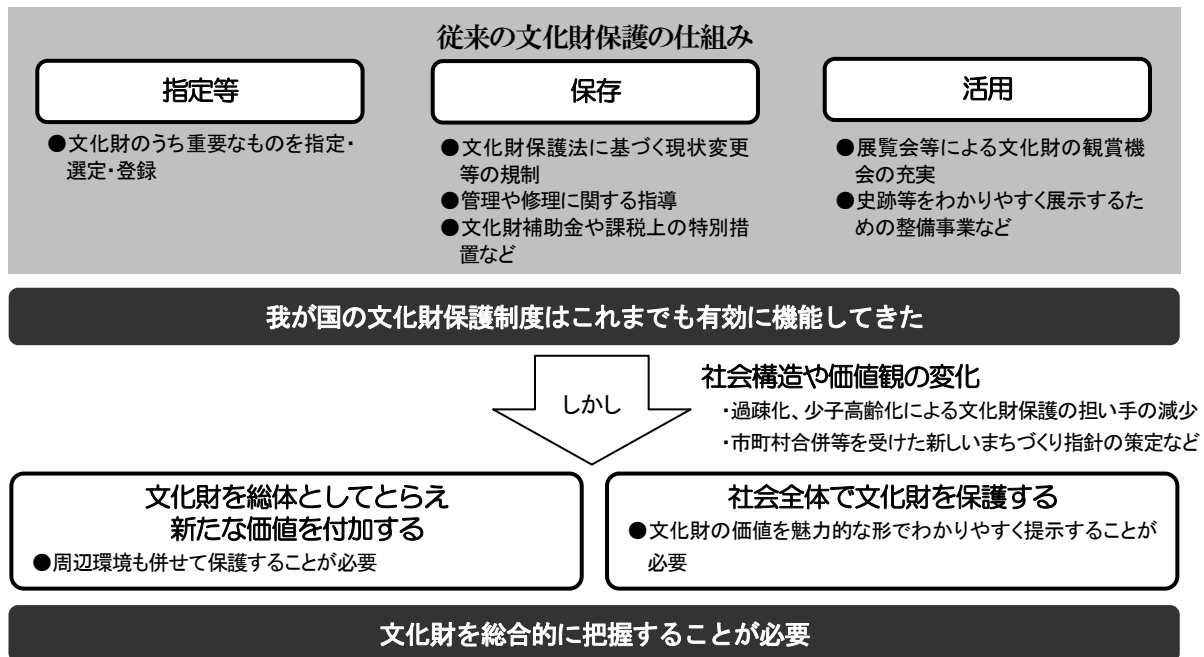 従来の文化財保護の仕組み
指定等
●文化財のうち重要なものを指定・
選定・登録
保存
●文化財保護法に基づく現状変更
等の規制
●管理や修理に関する指導
●文化財補助金や課税上の特別措
置など
活用
●展覧会等による文化財の観賞機
会の充実
●史跡等をわかりやすく展示するた
めの整備事業など
我が国の文化財保護制度はこれまでも有効に機能してきた
しかし
社会構造や価値観の変化
・過疎化、少子高齢化による文化財保護の担い手の減少
・市町村合併等を受けた新しいまちづくり指針の策定など
文化財を総体としてとらえ
新たな価値を付加する
●周辺環境も併せて保護することが必要
社会全体で文化財を保護する
●文化財の価値を魅力的な形でわかりやすく提示することが
必要
文化財を総合的に把握することが必要